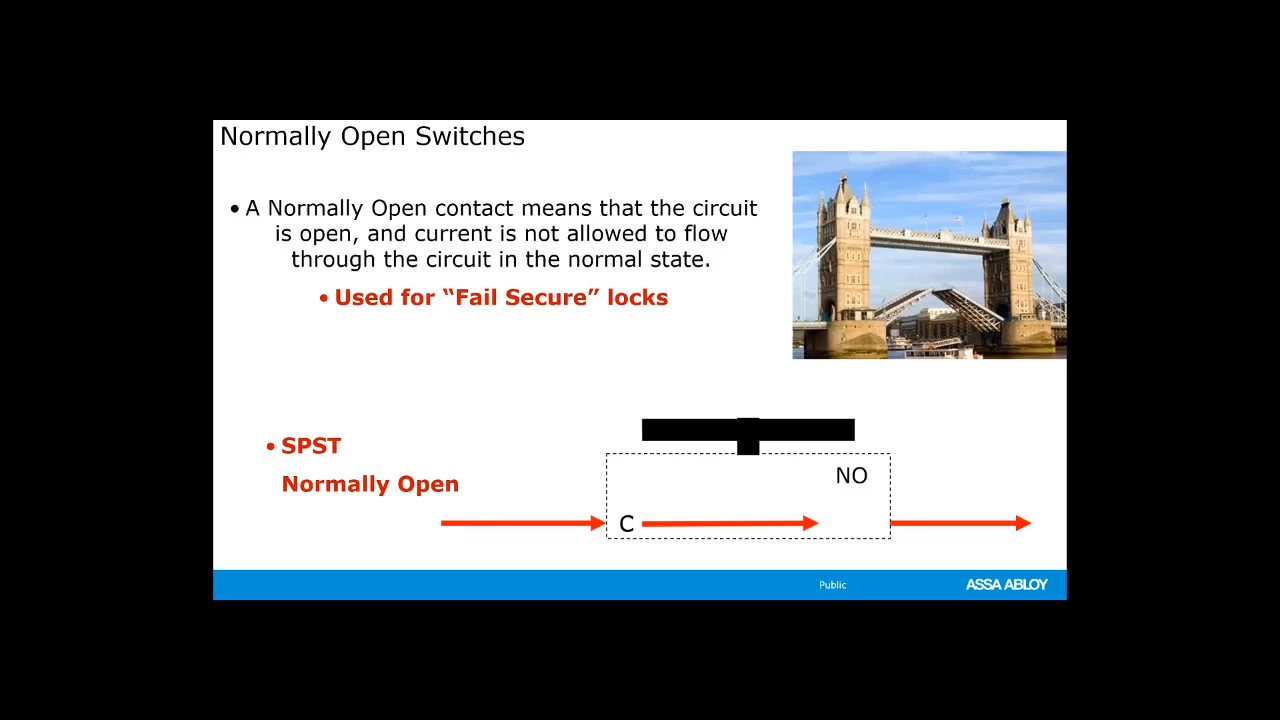 Normally Open Switches
• A Normally Open contact means that the circuit
is open, and current is not allowed to flow
through the circuit in the normal state.
• Used for “Fail Secure” locks
• SPST
Normally Open
NO
C
Public
ASSA ABLOY